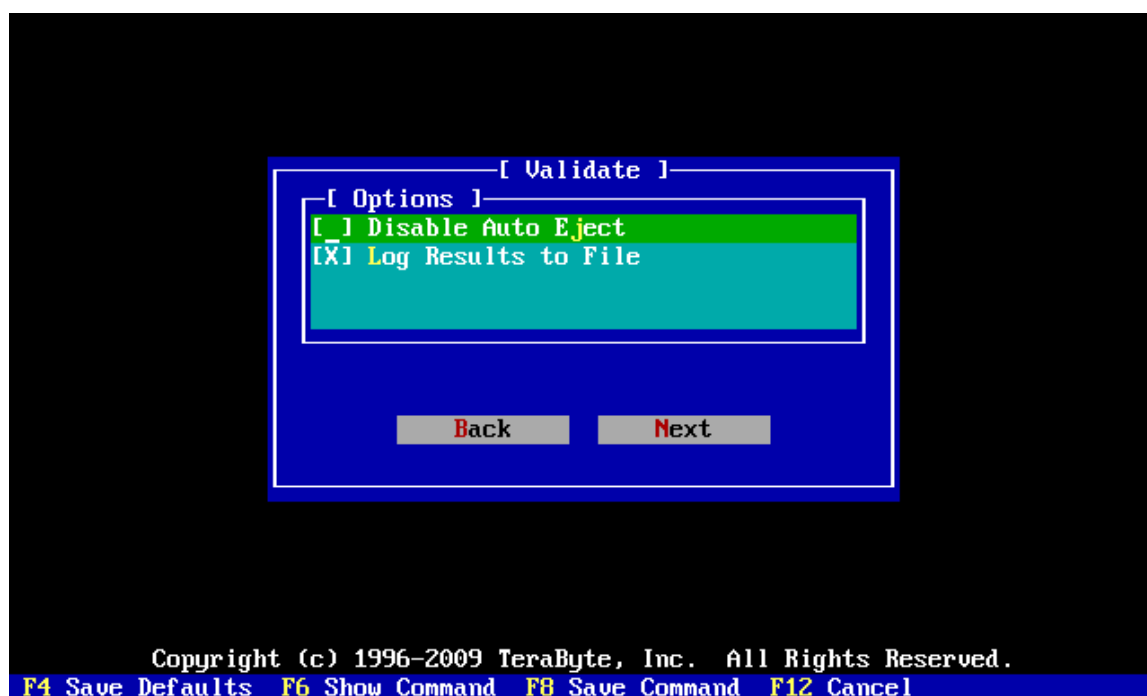 [ Validate ]
[ Options ]
[_] Disable Auto Eject
[X] Log Results to File
Back Next
Copyright (c) 1996-2009 TeraByte, Inc. All Rights Reserved.
F4 Save Defaults F6 Show Command F8 Save Command F12 Cancel